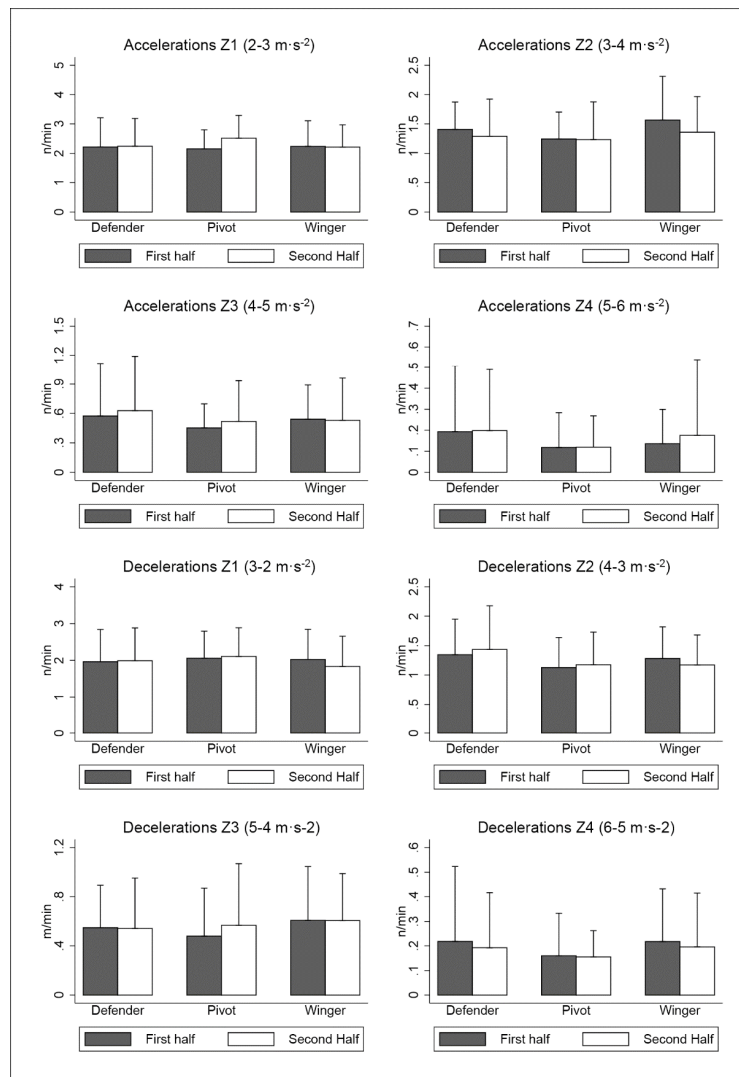 Accelerations Z1 (2-3 m·s-2)
n/min
0 1 2 3 4 5
Defender Pivot Winger
First half Second Half
Accelerations Z2 (3-4 m·s-2)
n/min
0 .5 1 1.5 2 2.5
Defender Pivot Winger
First half Second Half
Accelerations Z3 (4-5 m·s-2)
n/min
0 .3 .6 .9 1.2 1.5
Defender Pivot Winger
First half Second Half
Accelerations Z4 (5-6 m·s-2)
n/min
0 .1 .2 .3 .4 .5 .6 .7
Defender Pivot Winger
First half Second Half
Decelerations Z1 (3-2 m·s-2)
n/min
0 1 2 3 4
Defender Pivot Winger
First half Second Half
Decelerations Z2 (4-3 m·s-2)
n/min
0 .5 1 1.5 2 2.5
Defender Pivot Winger
First half Second Half
Decelerations Z3 (5-4 m·s-2)
m/min
0 .4 .8 1.2
Defender Pivot Winger
First half Second Half
Decelerations Z4 (6-5 m·s-2)
n/min
0 .1 .2 .3 .4 .5 .6
Defender Pivot Winger
First half Second Half